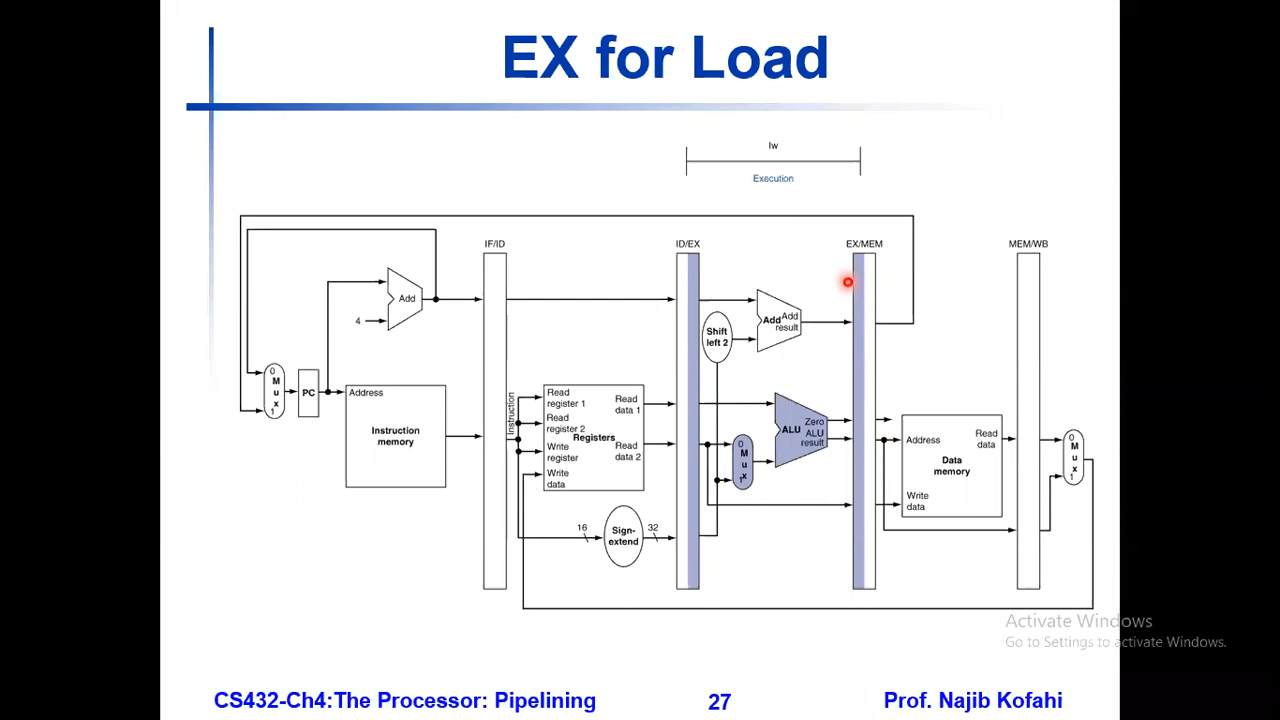 EX for Load
lw
Execution
IF/ID
ID/EX
EX/MEM
MEM/WB
Add
4
Shift
left 2
Add
Add
result
0
M
u
x
1
PC
Address
Instruction
memory
Instruction
Read
register 1
Read
register 2
Write
register
Write
data
Registers
Read
data 1
Read
data 2
16
Sign-
extend
32
0
M
u
x
1
ALU
Zero
ALU
result
Address
Read
data
Data
memory
Write
data
0
M
u
x
1
Activate Windows
Go to Settings to activate Windows.
CS432-Ch4:The Processor: Pipelining
27
Prof. Najib Kofahi